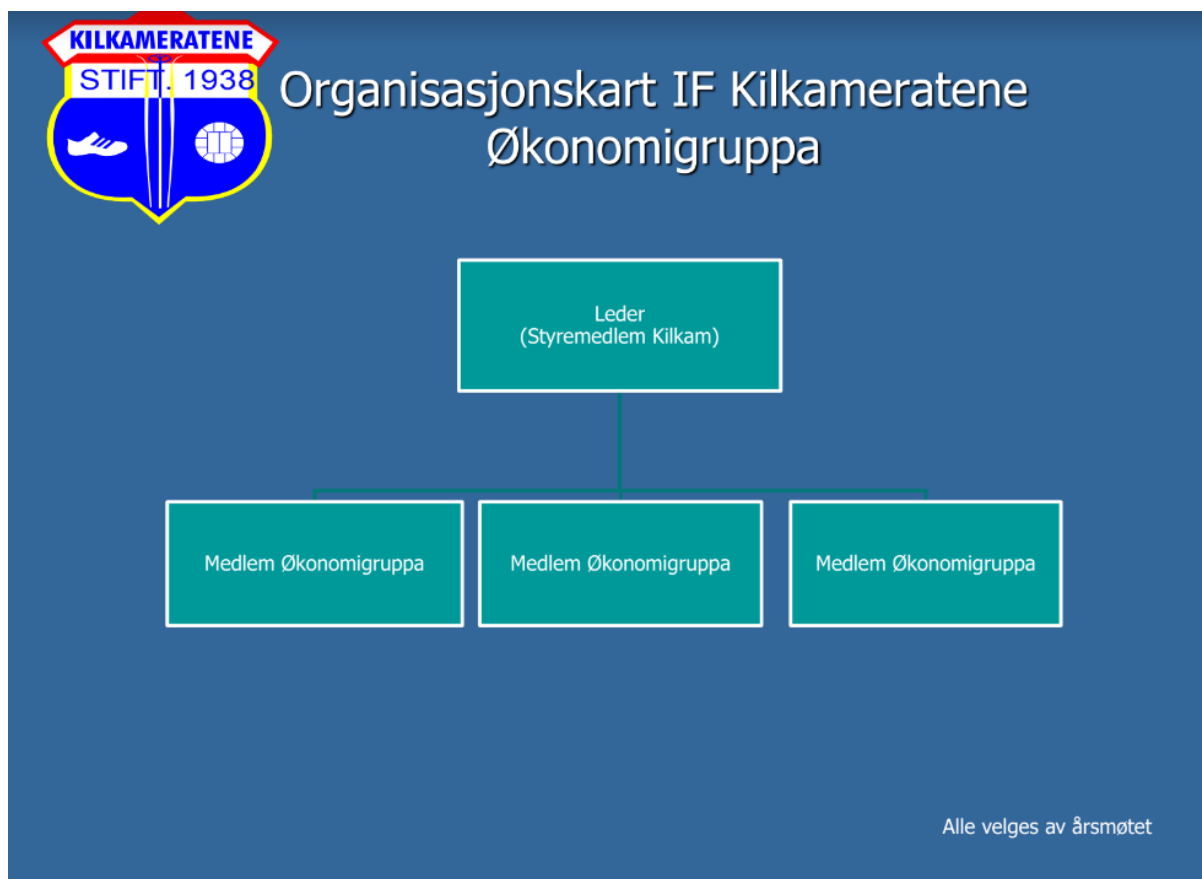 KILKAMERATENE
STIFT. 1938
Organisasjonskart IF Kilkameratene
Økonomigruppa
Leder
(Styremedlem Kilkam)
Medlem Økonomigruppa
Medlem Økonomigruppa
Medlem Økonomigruppa
Alle velges av årsmøtet